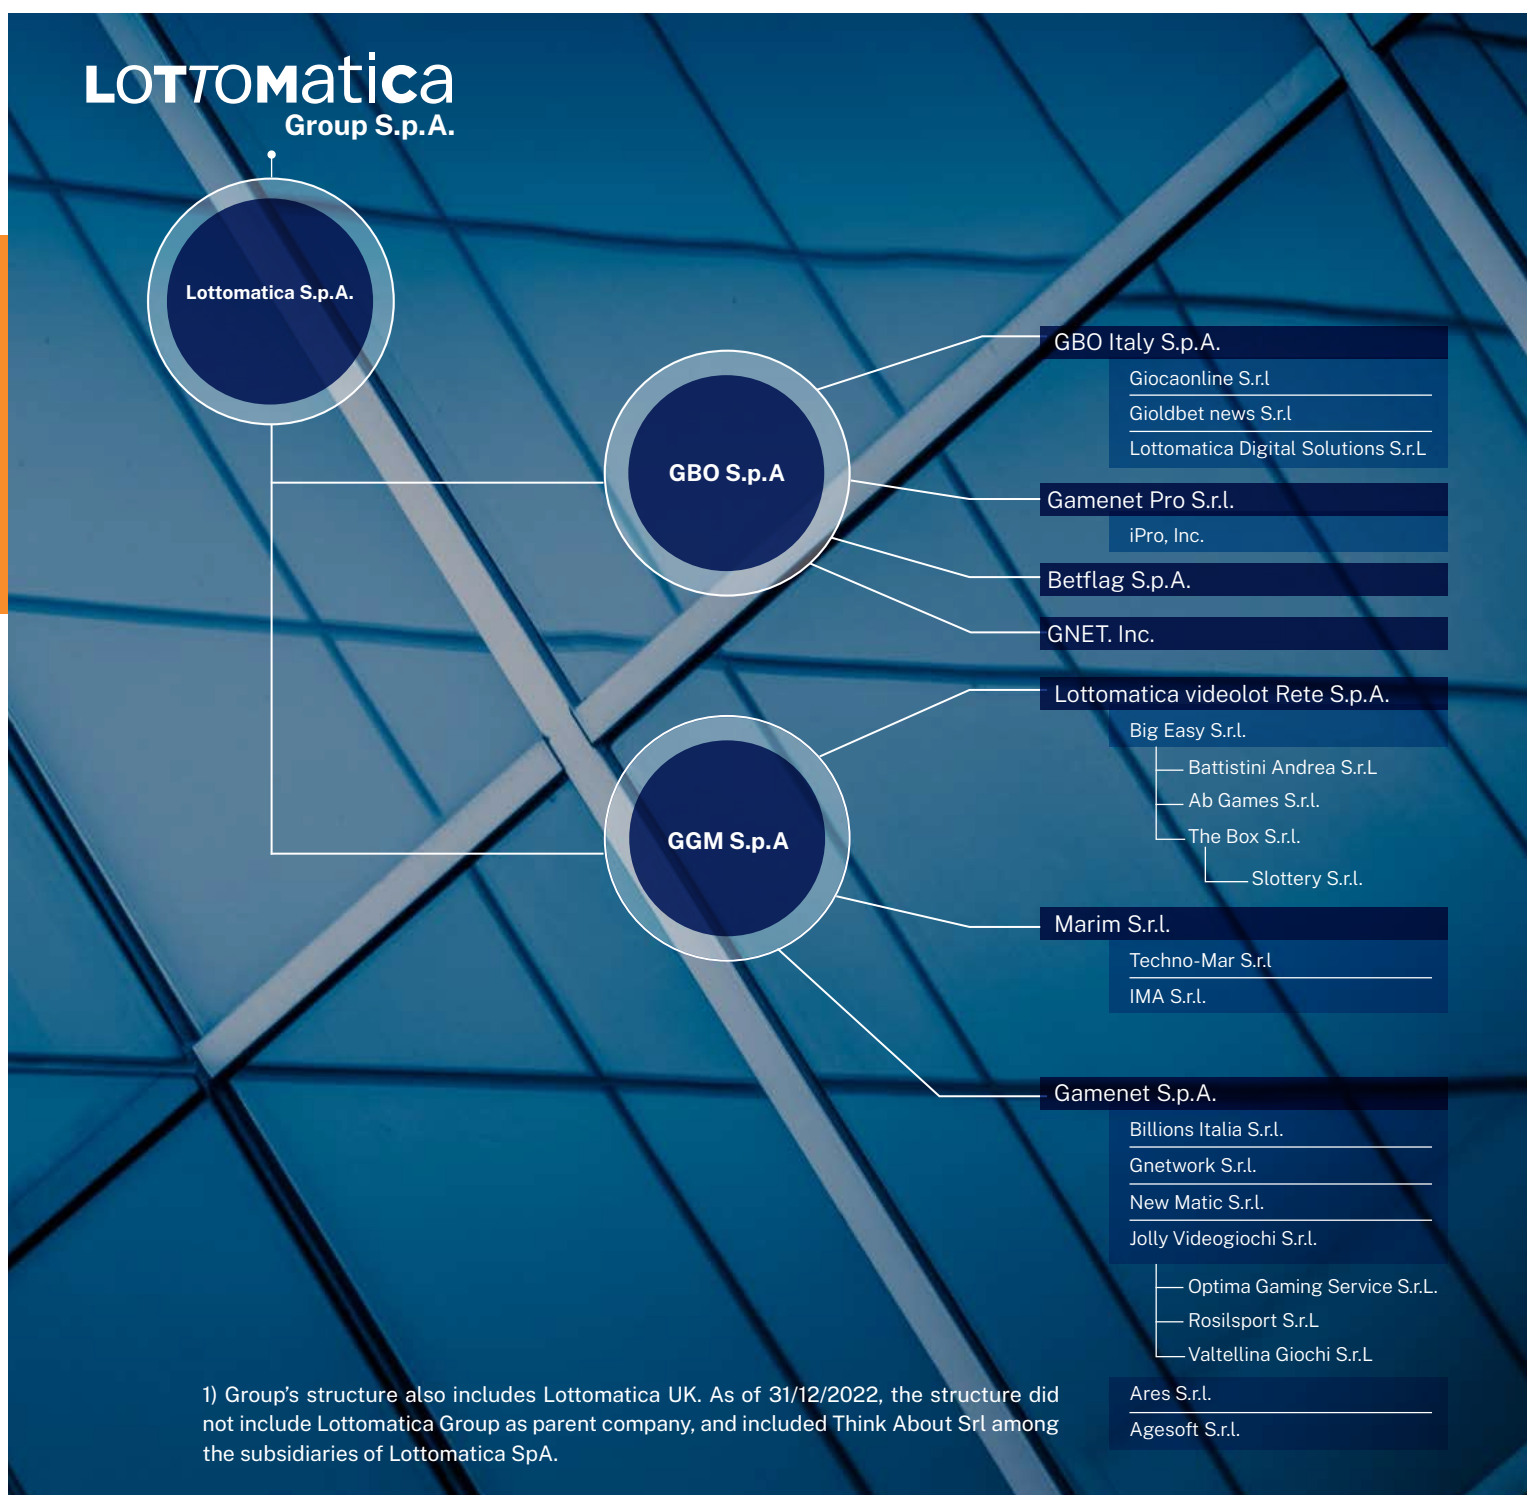 LOTTOMatica
Group S.p.A.
Lottomatica S.p.A.
GBO S.p.A
GBO Italy S.p.A.
Giocaonline S.r.l
Gioldbet news S.r.l
Lottomatica Digital Solutions S.r.L
Gamenet Pro S.r.l.
iPro, Inc.
Betflag S.p.A.
GNET. Inc.
GGM S.p.A
Lottomatica videolot Rete S.p.A.
Big Easy S.r.l.
Battistini Andrea S.r.L
Ab Games S.r.l.
The Box S.r.l.
Slottery S.r.l.
Marim S.r.l.
Techno-Mar S.r.l
IMA S.r.l.
Gamenet S.p.A.
Billions Italia S.r.l.
Gnetwork S.r.l.
New Matic S.r.l.
Jolly Videogiochi S.r.l.
Optima Gaming Service S.r.L.
Rosilsport S.r.L
Valtellina Giochi S.r.L
Ares S.r.l.
Agesoft S.r.l.
1) Group’s structure also includes Lottomatica UK. As of 31/12/2022, the structure did
not include Lottomatica Group as parent company, and included Think About Srl among
the subsidiaries of Lottomatica SpA.